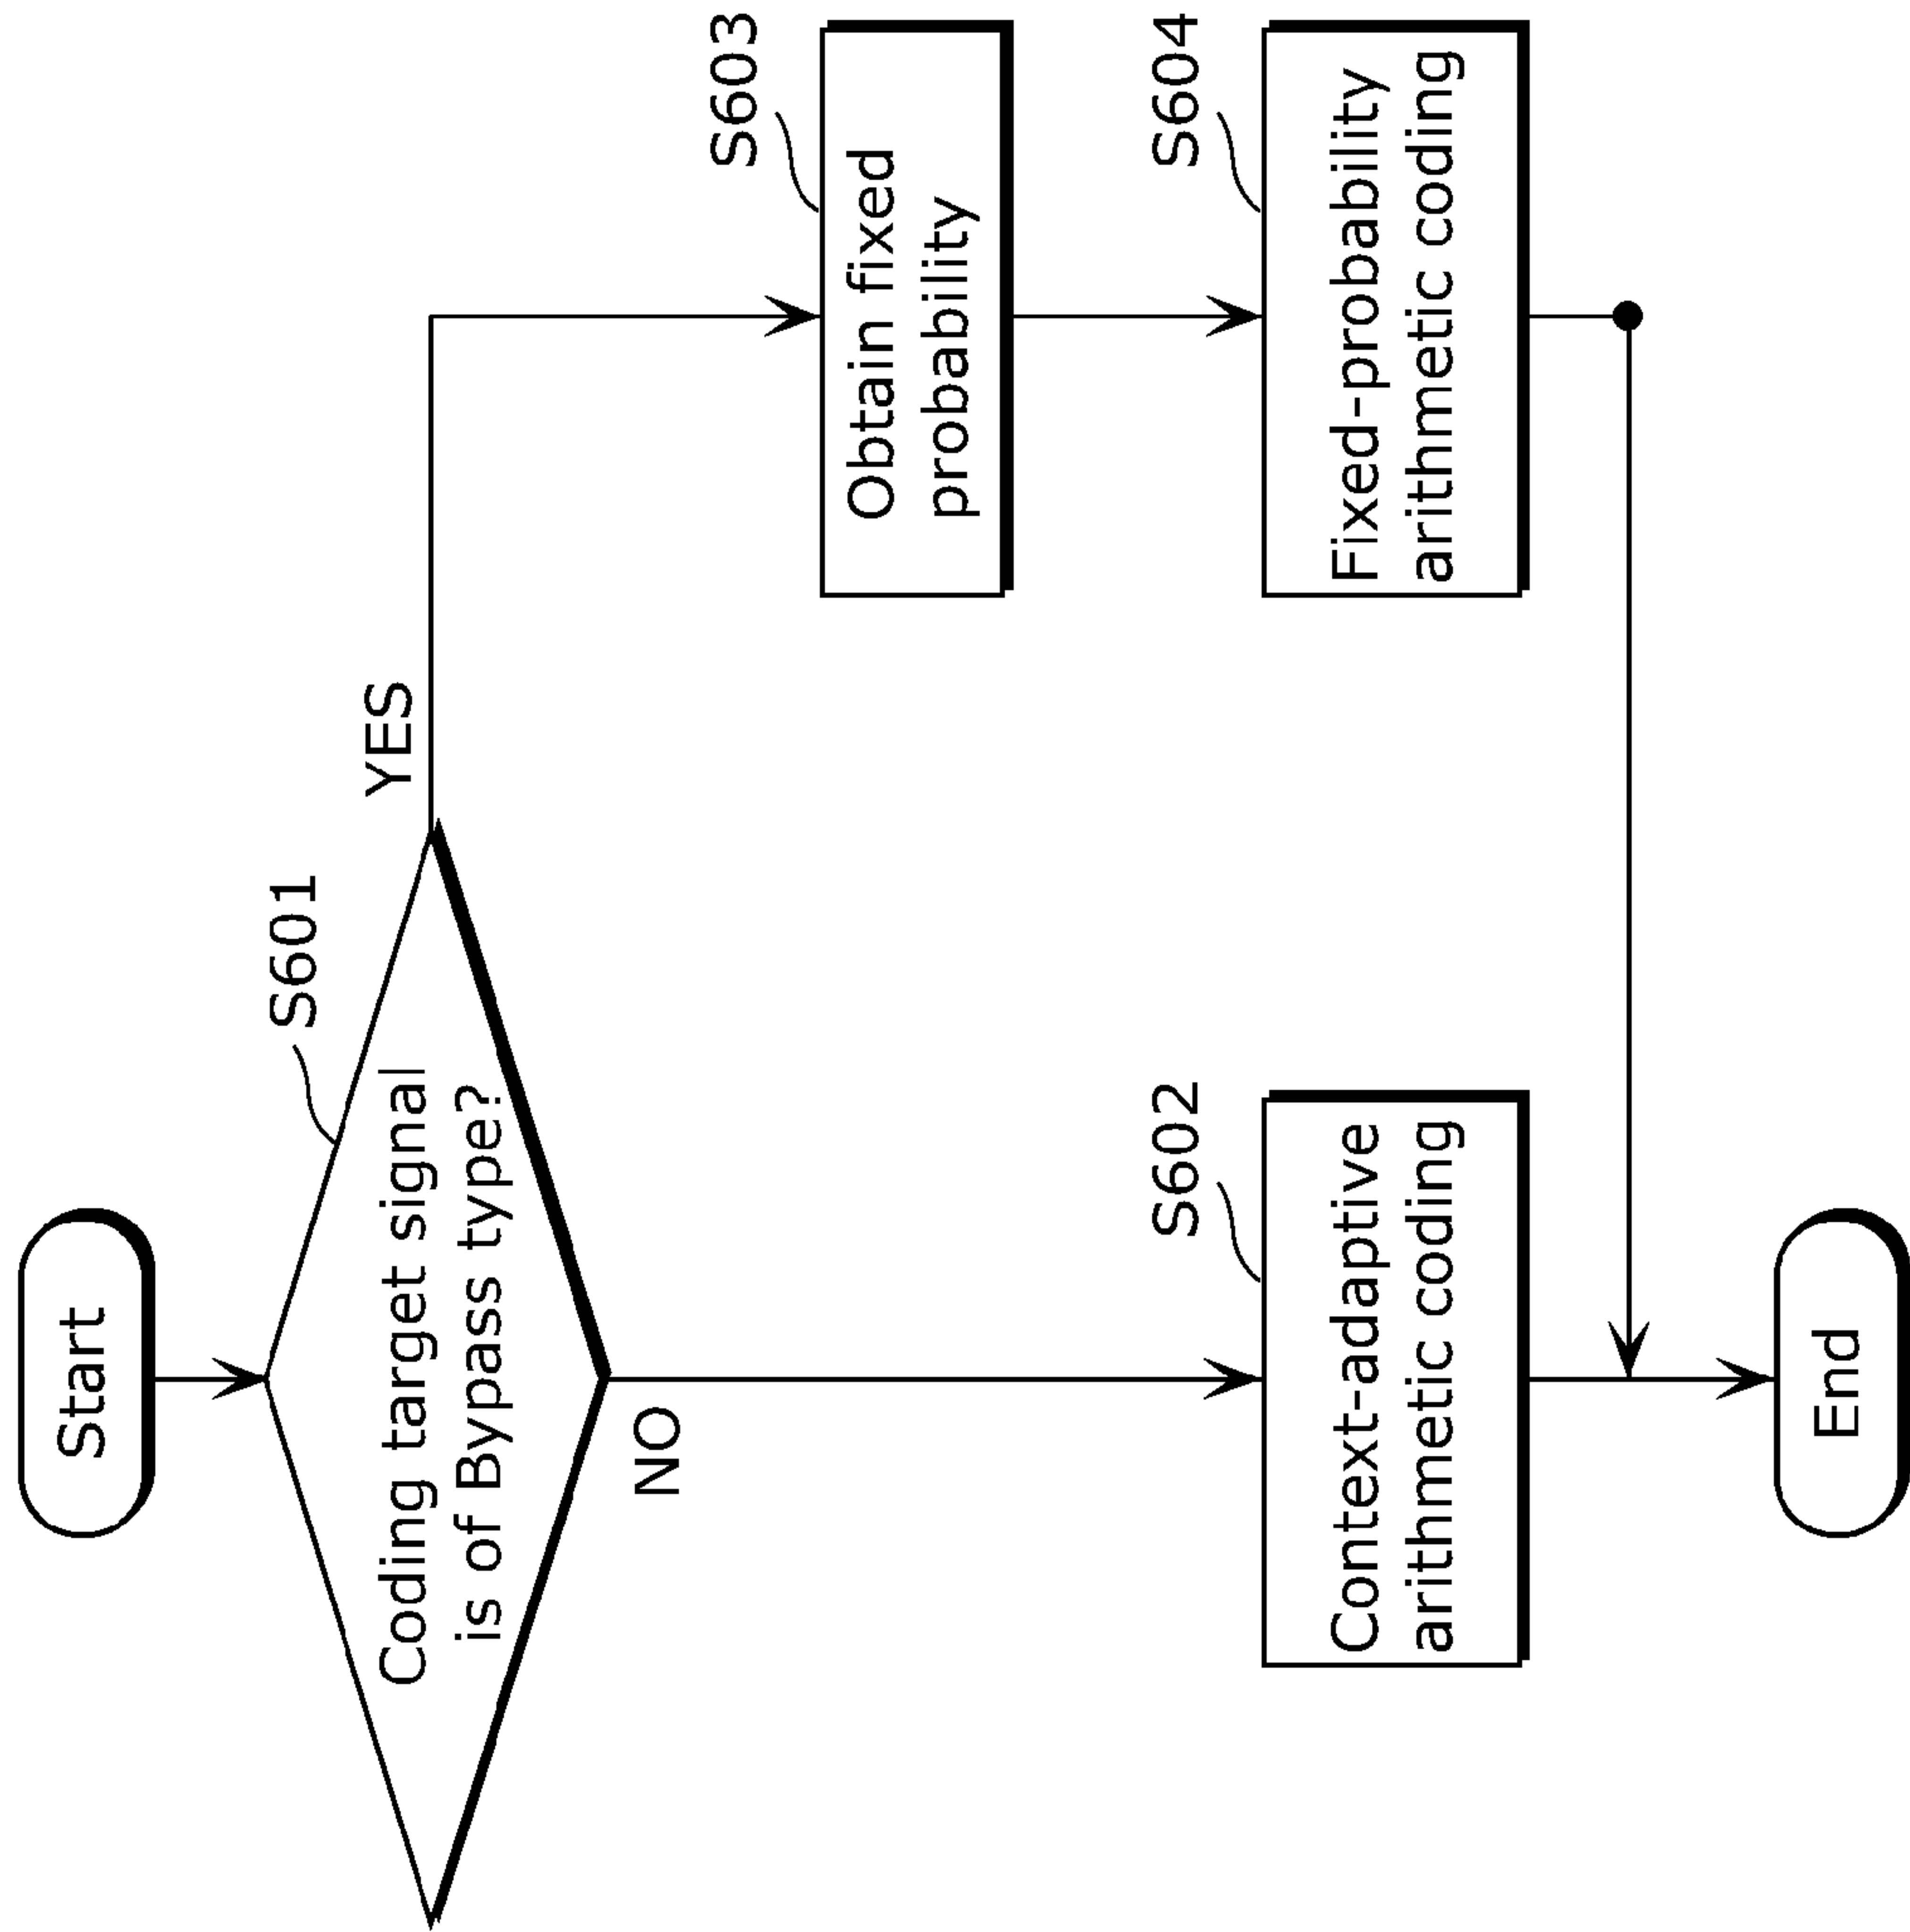 Start
S601
Coding target signal
is of Bypass type?
YES
NO
S603
Obtain fixed
probability
S602
Context-adaptive
arithmetic coding
S604
Fixed-probability
arithmetic coding
End